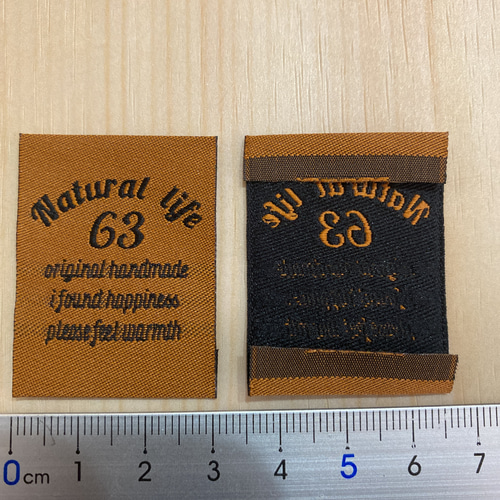 Natural life
63
original handmade
i found happiness
please feel warmth
Natural life
63
0cm 1 2 3 4 5 6 7